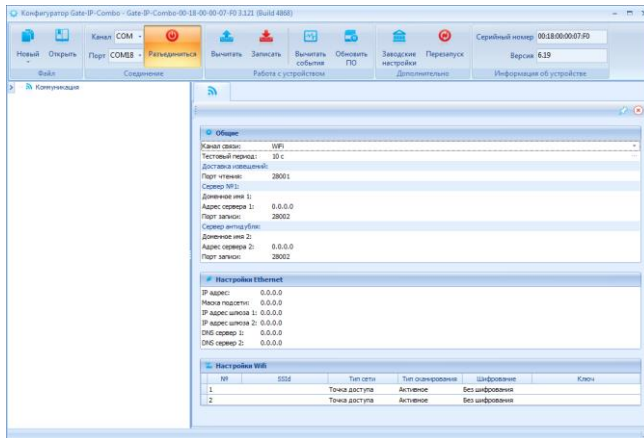 Конфигуратор Gate-IP-Combo - Gate-IP-Combo-00-18-00-00-07-F0 3.121 (Build 4868)
Новый Открыть Канал COM Порт COM18 Разъединиться Вычитать Записать Вычитать события Обновить ПО Заводские настройки Перезапуск Серийный номер 00:18:00:00:07:F0
Версия 6.19
Файл Соединение Работа с устройством Дополнительно Информация об устройстве
Коммуникация
Общие
Канал связи: WiFi
Тестовый период: 10 с
Доставка извещений:
Порт чтения: 28001
Сервер №1:
Доменное имя 1:
Адрес сервера 1: 0.0.0.0
Порт записи: 28002
Сервер антидубля:
Доменное имя 2:
Адрес сервера 2: 0.0.0.0
Порт записи: 28002
Настройки Ethernet
IP адрес: 0.0.0.0
Маска подсети: 0.0.0.0
IP адрес шлюза 1: 0.0.0.0
IP адрес шлюза 2: 0.0.0.0
DNS сервер 1: 0.0.0.0
DNS сервер 2: 0.0.0.0
Настройки Wifi
№ SSId Тип сети Тип сканирования Шифрование Ключ
1 Точка доступа Активное Без шифрования
2 Точка доступа Активное Без шифрования